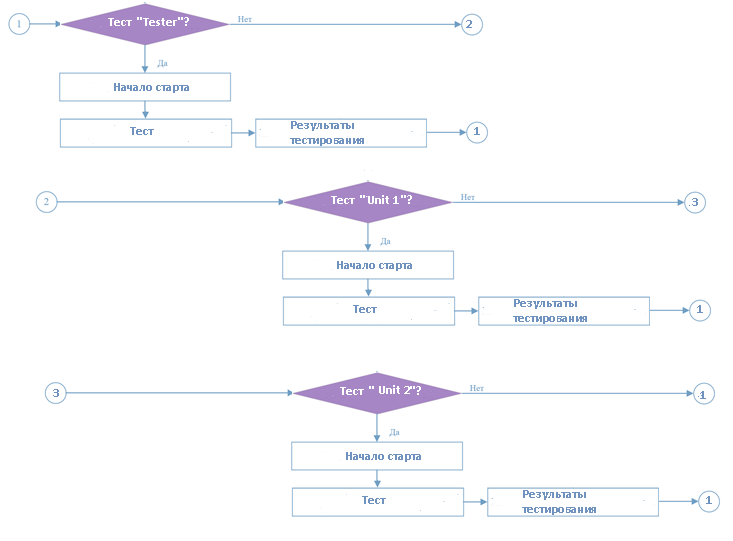 1
Тест "Tester"?
Нет
2
Да
Начало старта
Тест
Результаты
тестирования
1
2
Тест "Unit 1"?
Нет
3
Да
Начало старта
Тест
Результаты
тестирования
1
3
Тест " Unit 2"?
Нет
1
Да
Начало старта
Тест
Результаты
тестирования
1